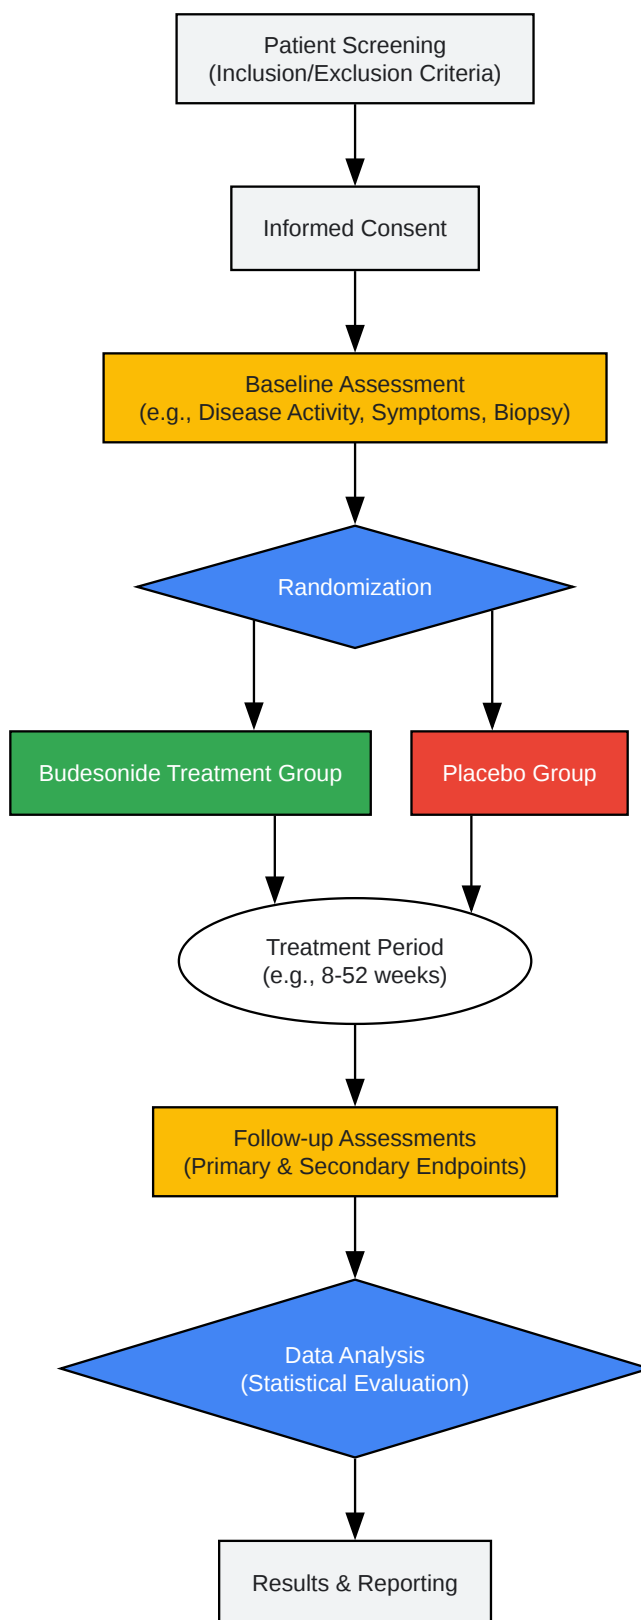 Patient Screening
(Inclusion/Exclusion Criteria)
Informed Consent
Baseline Assessment
(e.g., Disease Activity, Symptoms, Biopsy)
Randomization
Budesonide Treatment Group
Placebo Group
Treatment Period
(e.g., 8-52 weeks)
Follow-up Assessments
(Primary & Secondary Endpoints)
Data Analysis
(Statistical Evaluation)
Results & Reporting